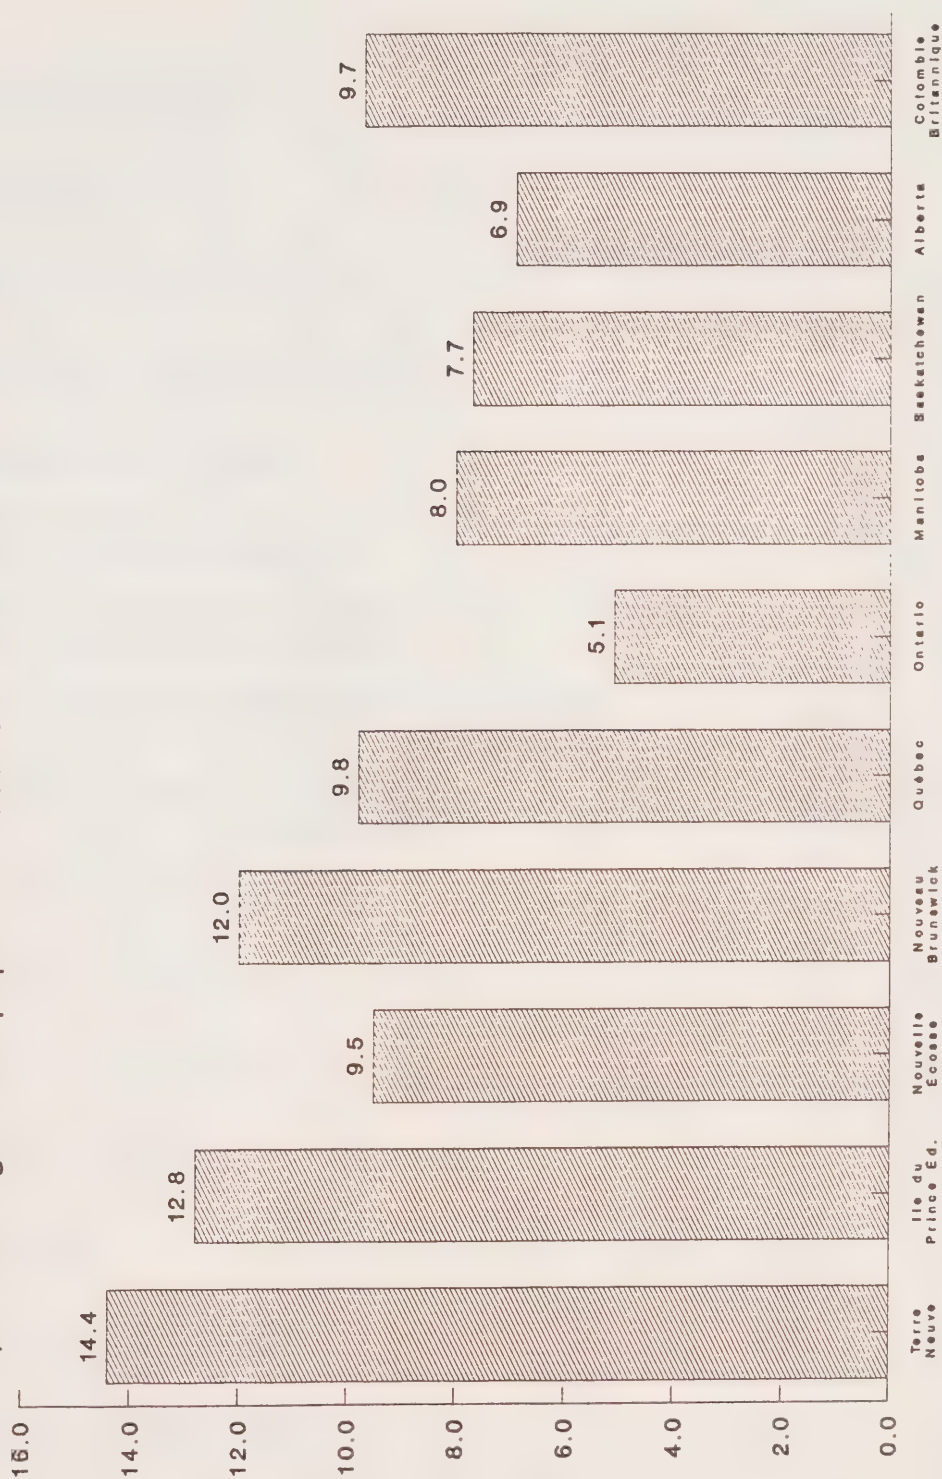 16.0
14.0
12.0
10.0
8.0
6.0
4.0
2.0
0.0
14.4
12.8
9.5
12.0
9.8
5.1
8.0
7.7
6.9
9.7
Terre
Neuve
Ile du
Prince Éd.
Nouvelle
Écosse
Nouveau
Brunswick
Québec
Ontario
Manitoba
Saskatchewan
Alberta
Colombie
Britannique